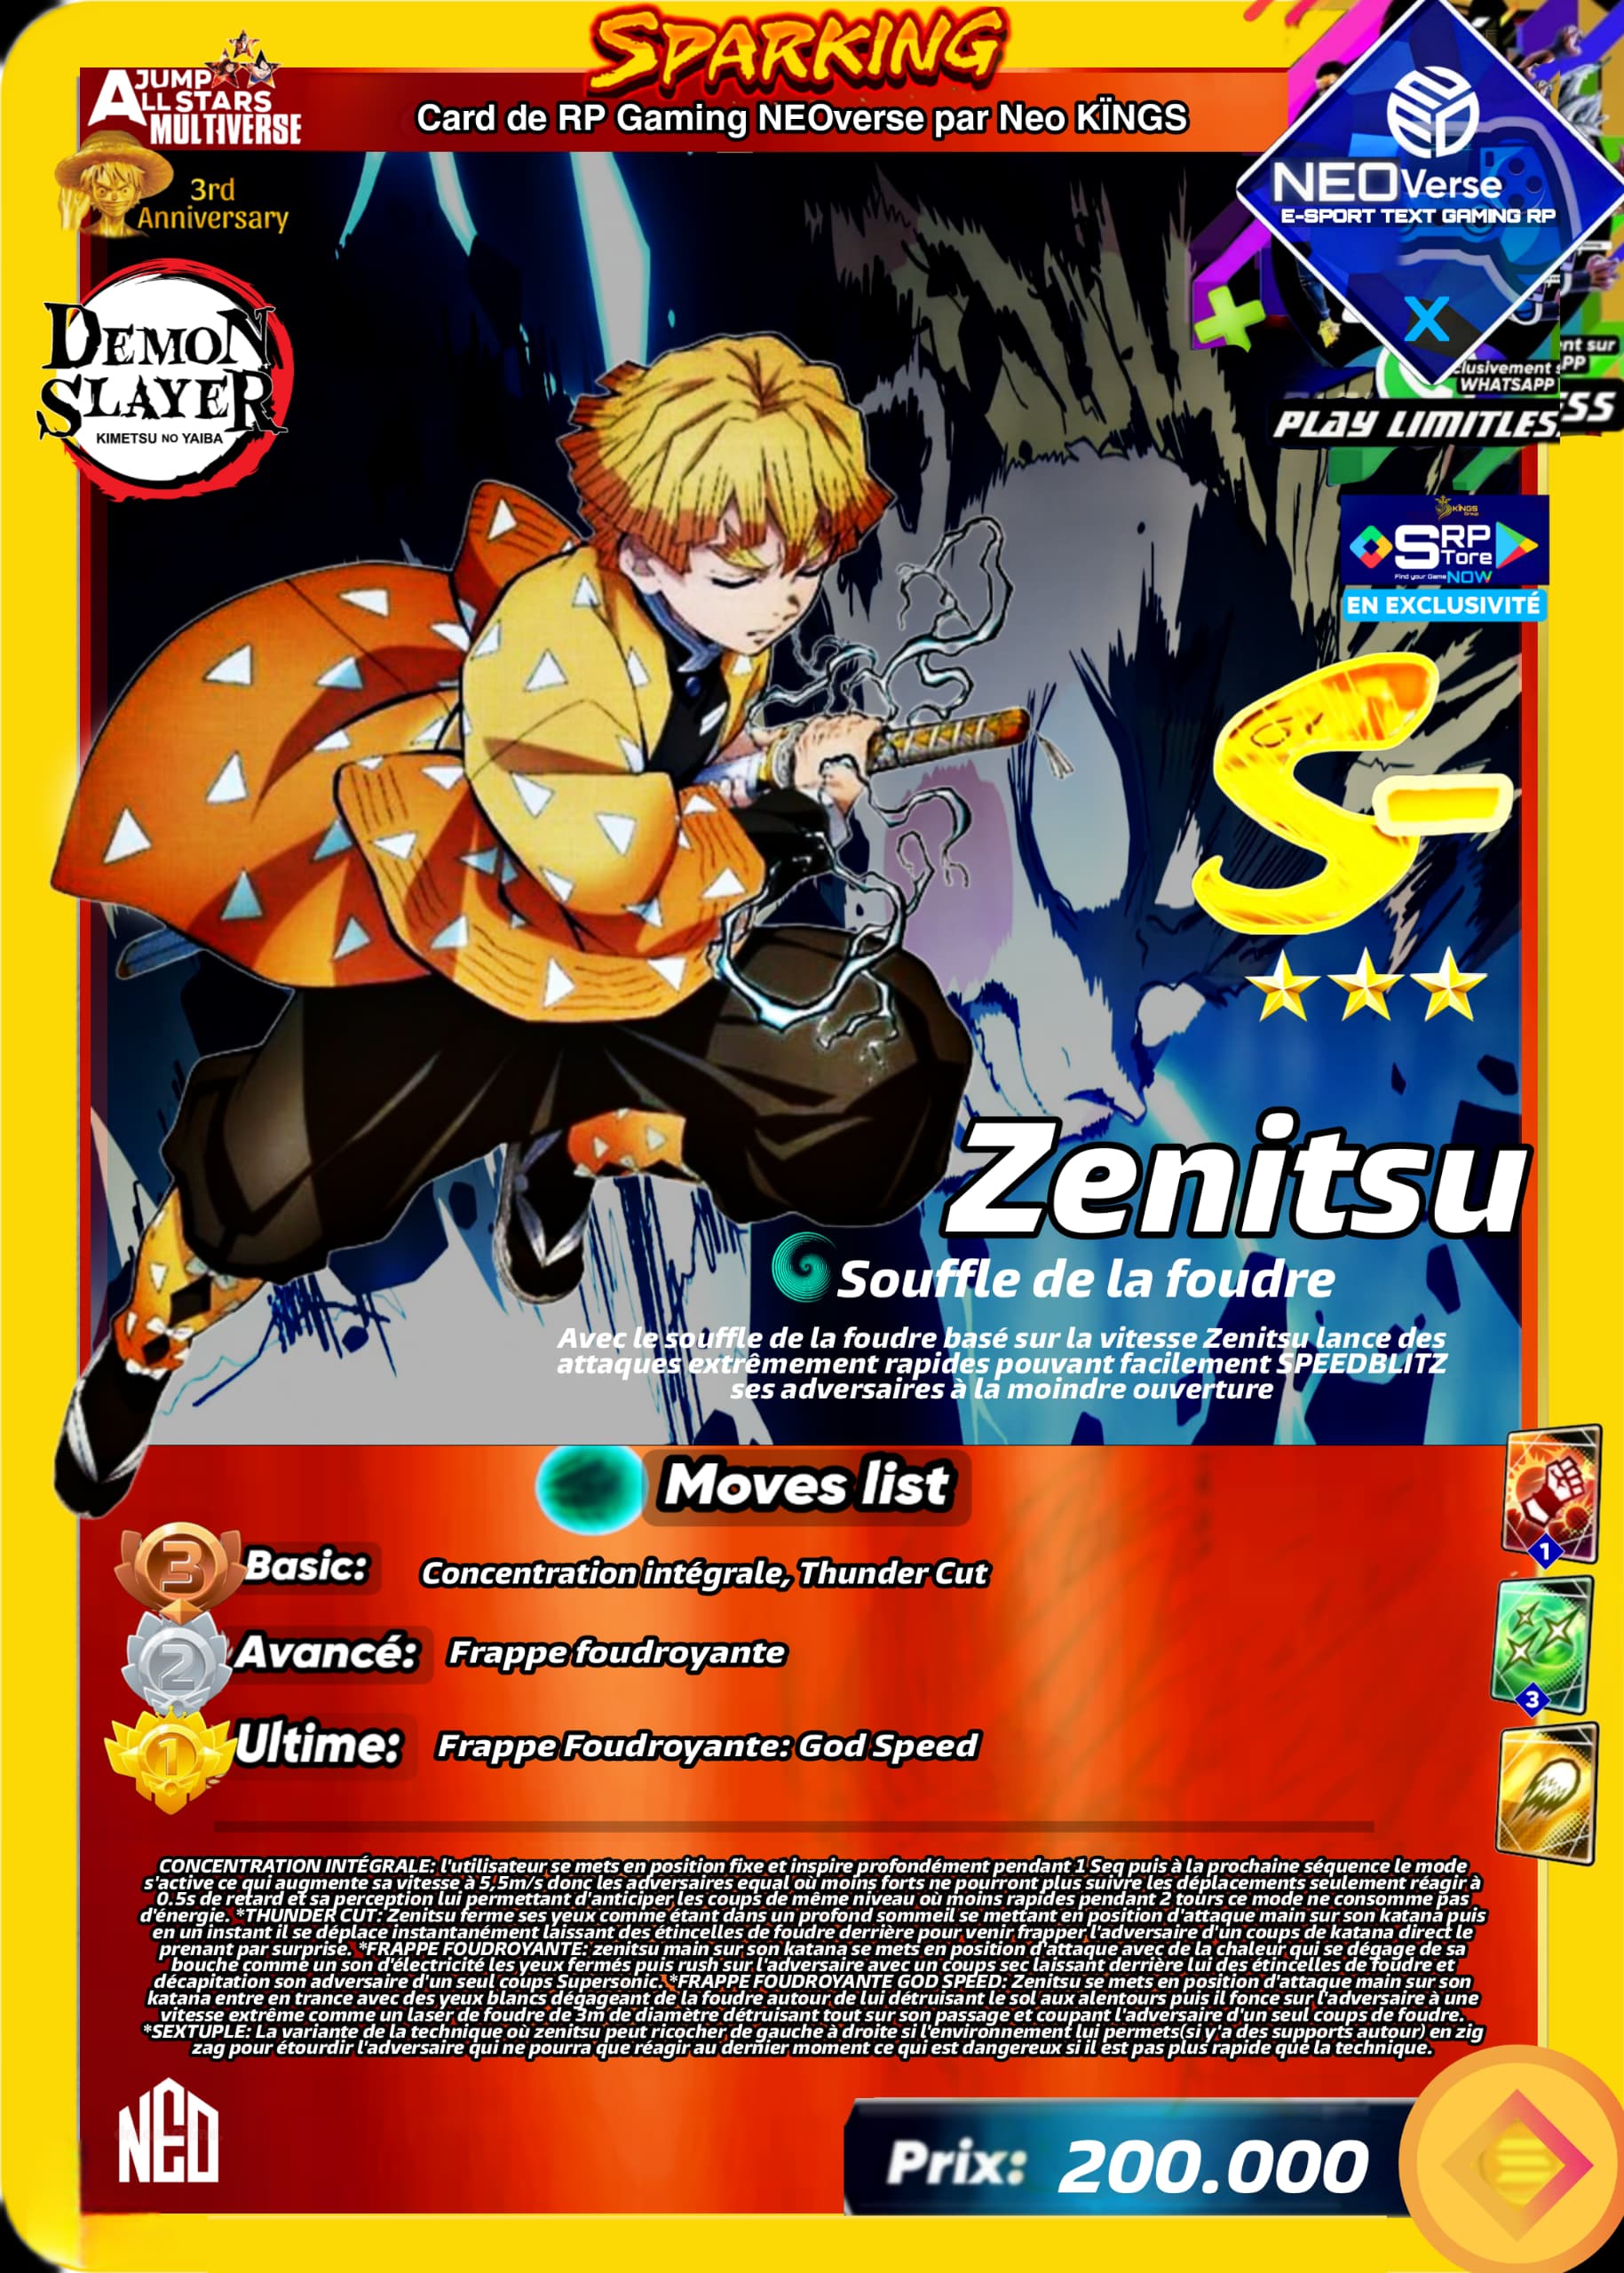 SPARKING
JUMP
ALL STARS
MULTIVERSE
Card de RP Gaming NEOverse par Neo KÏNGS
3rd
Anniversary
NEOVerse
E-SPORT TEXT GAMING RP
X
DEMON
SLAYER
KIMETSU NO YAIBA
nt sur
PP
clusivement
WHATSAPP
PLAY LIMITLESS
KÏNGS
SRP
Tore
Find your Game NOW
EN EXCLUSIVITÉ
S-
Zenitsu
Souffle de la foudre
Avec le souffle de la foudre basé sur la vitesse Zenitsu lance des
attaques extrêmement rapides pouvant facilement SPEEDBLITZ
ses adversaires à la moindre ouverture
Moves list
1
3 Basic: Concentration intégrale, Thunder Cut
2 Avancé: Frappe foudroyante
3
1 Ultime: Frappe Foudroyante: God Speed
CONCENTRATION INTÉGRALE: l'utilisateur se mets en position fixe et inspire profondément pendant 1 Seq puis à la prochaine séquence le mode
s'active ce qui augmente sa vitesse à 5,5m/s donc les adversaires equal où moins forts ne pourront plus suivre les déplacements seulement réagir à
0.5s de retard et sa perception lui permettant d'anticiper les coups de même niveau où moins rapides pendant 2 tours ce mode ne consomme pas
d'énergie. *THUNDER CUT: Zenitsu ferme ses yeux comme étant dans un profond sommeil se mettant en position d'attaque main sur son katana puis
en un instant il se déplace instantanément laissant des étincelles de foudre derrière pour venir frapper l'adversaire d'un coups de katana direct le
prenant par surprise. *FRAPPE FOUDROYANTE: zenitsu main sur son katana se mets en position d'attaque avec de la chaleur qui se dégage de sa
bouche comme un son d'électricité les yeux fermés puis rush sur l'adversaire avec un coups sec laissant derrière lui des étincelles de foudre et
décapitation son adversaire d'un seul coups Supersonic. *FRAPPE FOUDROYANTE GOD SPEED: Zenitsu se mets en position d'attaque main sur son
katana entre en trance avec des yeux blancs dégageant de la foudre autour de lui détruisant le sol aux alentours puis il fonce sur l'adversaire à une
vitesse extrême comme un laser de foudre de 3m de diamètre détruisant tout sur son passage et coupant l'adversaire d'un seul coups de foudre.
*SEXTUPLE: La variante de la technique où zenitsu peut ricocher de gauche à droite si l'environnement lui permets(si y'a des supports autour) en zig
zag pour étourdir l'adversaire qui ne pourra que réagir au dernier moment ce qui est dangereux si il est pas plus rapide que la technique.
NEO
Prix: 200.000